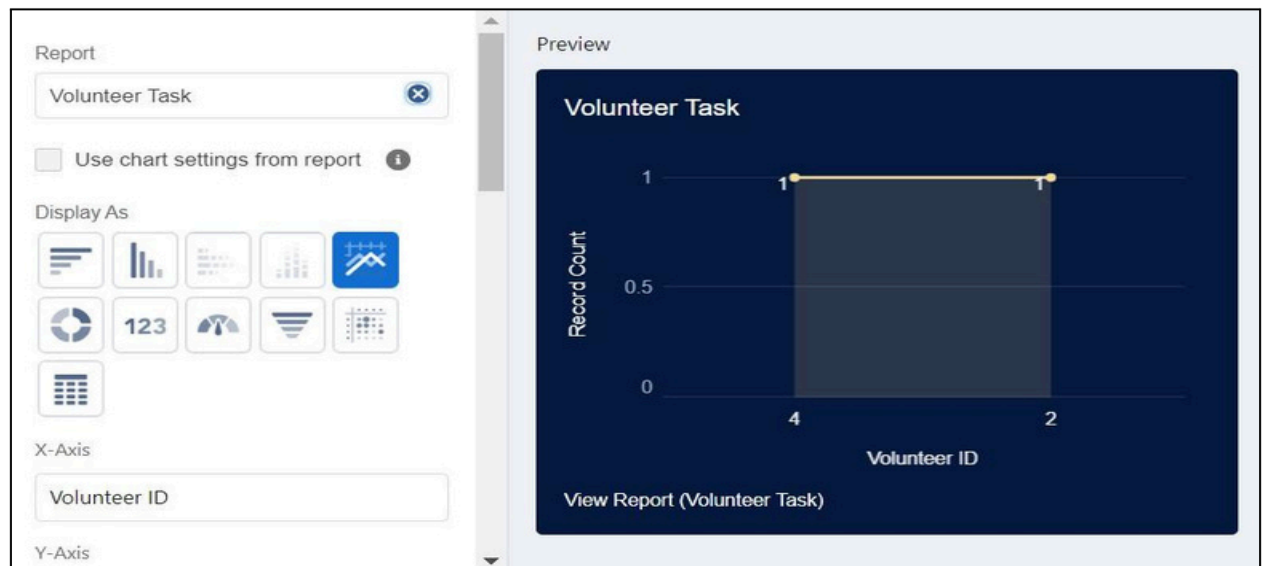 Report
Volunteer Task
Use chart settings from report
Display As
123
X-Axis
Volunteer ID
Y-Axis
Preview
Volunteer Task
Record Count
1
0.5
0
1
1
4
2
Volunteer ID
View Report (Volunteer Task)